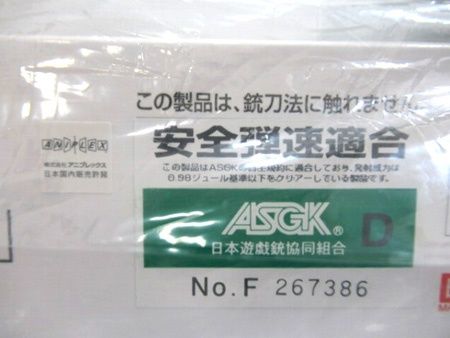 この製品は、銃刀法に触れません
安全弾速適合
この製品はASGKの自主規約に適合しており、発射威力は
0.98ジュール基準以下をクリアーしている製品です。
ANIPLEX
株式会社アニプレックス
日本国内販売許諾
ASGK®
日本遊戯銃協同組合
D
No.F 267386